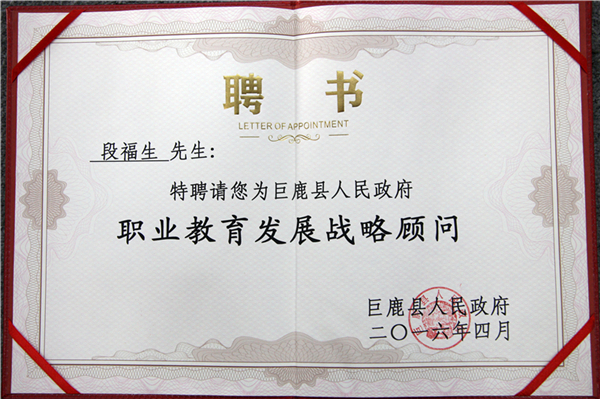 聘 书
LETTER OF APPOINTMENT
段福生 先生：
特聘请您为巨鹿县人民政府
职业教育发展战略顾问
巨鹿县人民政府
二〇一六年四月